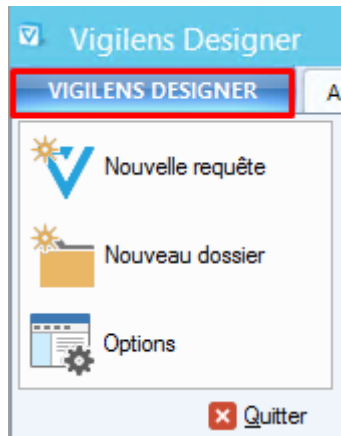 Vigilens Designer
VIGILENS DESIGNER A
Nouvelle requête
Nouveau dossier
Options
Quitter